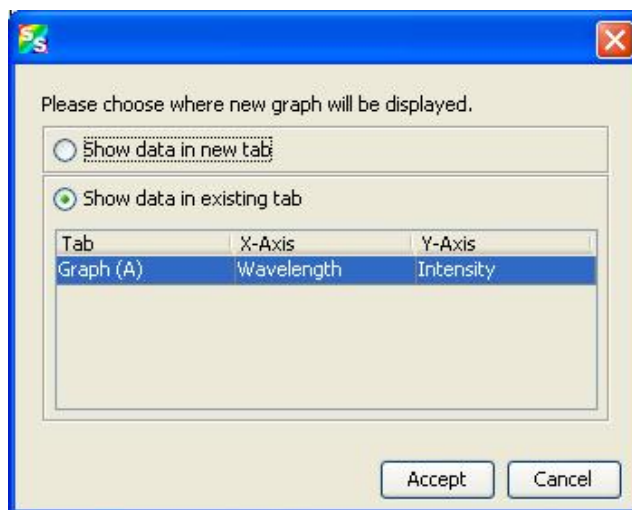 SS
Please choose where new graph will be displayed.
Show data in new tab
Show data in existing tab
Tab X-Axis Y-Axis
Graph (A) Wavelength Intensity
Accept Cancel